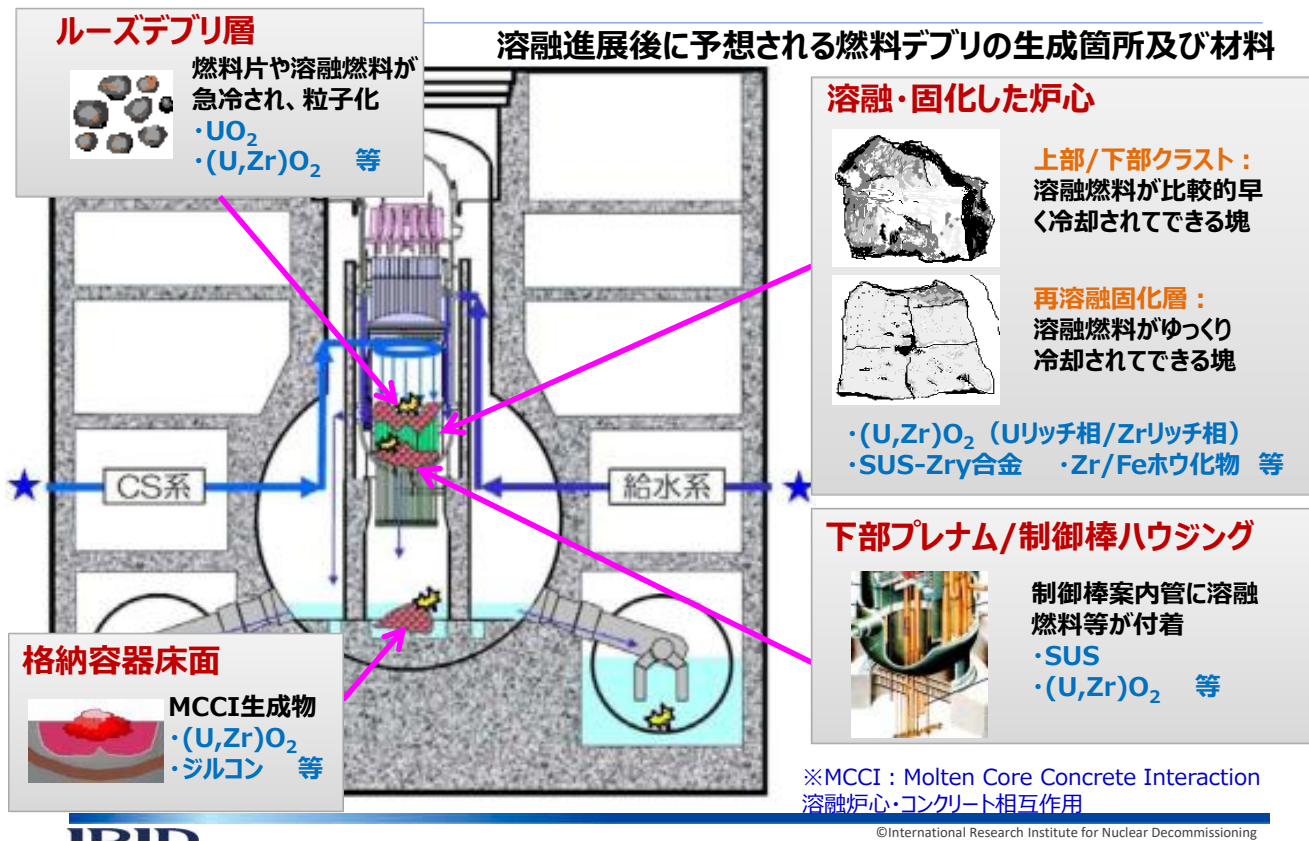 溶融進展後に予想される燃料デブリの生成箇所及び材料
ルーズデブリ層
燃料片や溶融燃料が
急冷され、粒子化
・UO2
・(U,Zr)O2 等
溶融・固化した炉心
上部/下部クラスト：
溶融燃料が比較的早
く冷却されてできる塊
再溶融固化層：
溶融燃料がゆっくり
冷却されてできる塊
・(U,Zr)O2（Uリッチ相/Zrリッチ相）
・SUS-Zry合金 ・Zr/Feホウ化物 等
★ CS系
給水系 ★
下部プレナム/制御棒ハウジング
制御棒案内管に溶融
燃料等が付着
・SUS
・(U,Zr)O2 等
格納容器床面
MCCI生成物
・(U,Zr)O2
・ジルコン 等
※MCCI：Molten Core Concrete Interaction
溶融炉心・コンクリート相互作用
IRID
©International Research Institute for Nuclear Decommissioning